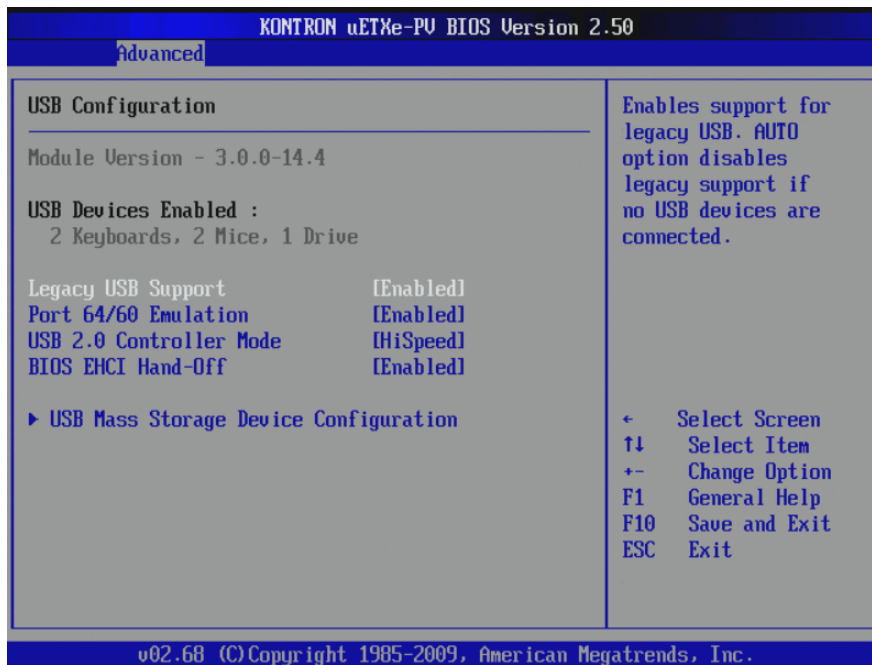 KONTRON uETXe-PV BIOS Version 2.50
Advanced
USB Configuration
Module Version - 3.0.0-14.4
USB Devices Enabled :
2 Keyboards, 2 Mice, 1 Drive
Legacy USB Support [Enabled]
Port 64/60 Emulation [Enabled]
USB 2.0 Controller Mode [HiSpeed]
BIOS EHCI Hand-Off [Enabled]
▶ USB Mass Storage Device Configuration
Enables support for
legacy USB. AUTO
option disables
legacy support if
no USB devices are
connected.
← Select Screen
↑↓ Select Item
+- Change Option
F1 General Help
F10 Save and Exit
ESC Exit
v02.68 (C)Copyright 1985-2009, American Megatrends, Inc.